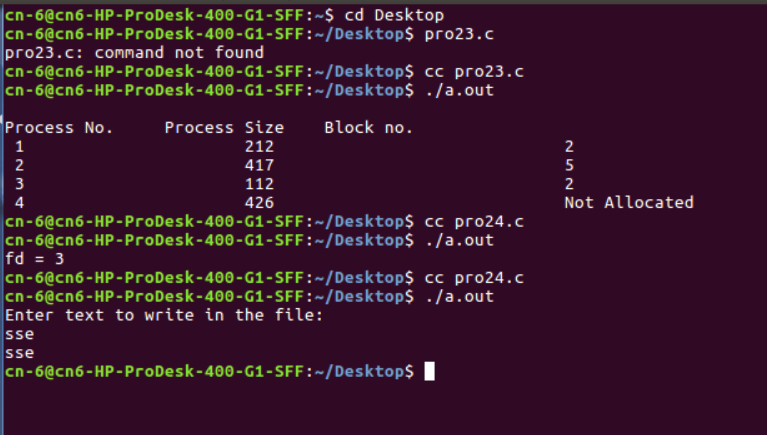 cn-6@cn6-HP-ProDesk-400-G1-SFF:~$ cd Desktop
cn-6@cn6-HP-ProDesk-400-G1-SFF:~/Desktop$ pro23.c
pro23.c: command not found
cn-6@cn6-HP-ProDesk-400-G1-SFF:~/Desktop$ cc pro23.c
cn-6@cn6-HP-ProDesk-400-G1-SFF:~/Desktop$ ./a.out
Process No. Process Size Block no.
1 212 2
2 417 5
3 112 2
4 426 Not Allocated
cn-6@cn6-HP-ProDesk-400-G1-SFF:~/Desktop$ cc pro24.c
cn-6@cn6-HP-ProDesk-400-G1-SFF:~/Desktop$ ./a.out
fd = 3
cn-6@cn6-HP-ProDesk-400-G1-SFF:~/Desktop$ cc pro24.c
cn-6@cn6-HP-ProDesk-400-G1-SFF:~/Desktop$ ./a.out
Enter text to write in the file:
sse
sse
cn-6@cn6-HP-ProDesk-400-G1-SFF:~/Desktop$